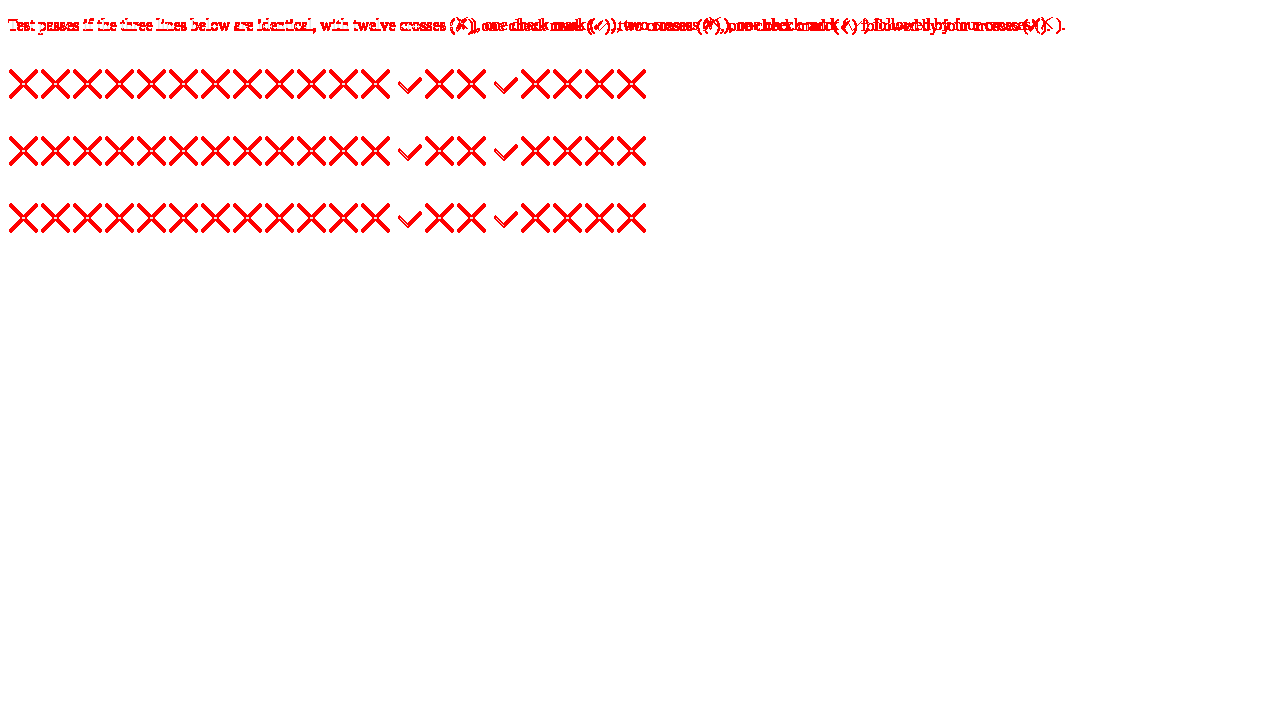 Test passes if the three lines below are identical, with twelve crosses (✗), one check mark (✓), two crosses (✗), one check mark (✓) followed by four crosses (✗).
✗✗✗✗✗✗✗✗✗✗✗✗✓✗✗✓✗✗✗✗
✗✗✗✗✗✗✗✗✗✗✗✗✓✗✗✓✗✗✗✗
✗✗✗✗✗✗✗✗✗✗✗✗✓✗✗✓✗✗✗✗